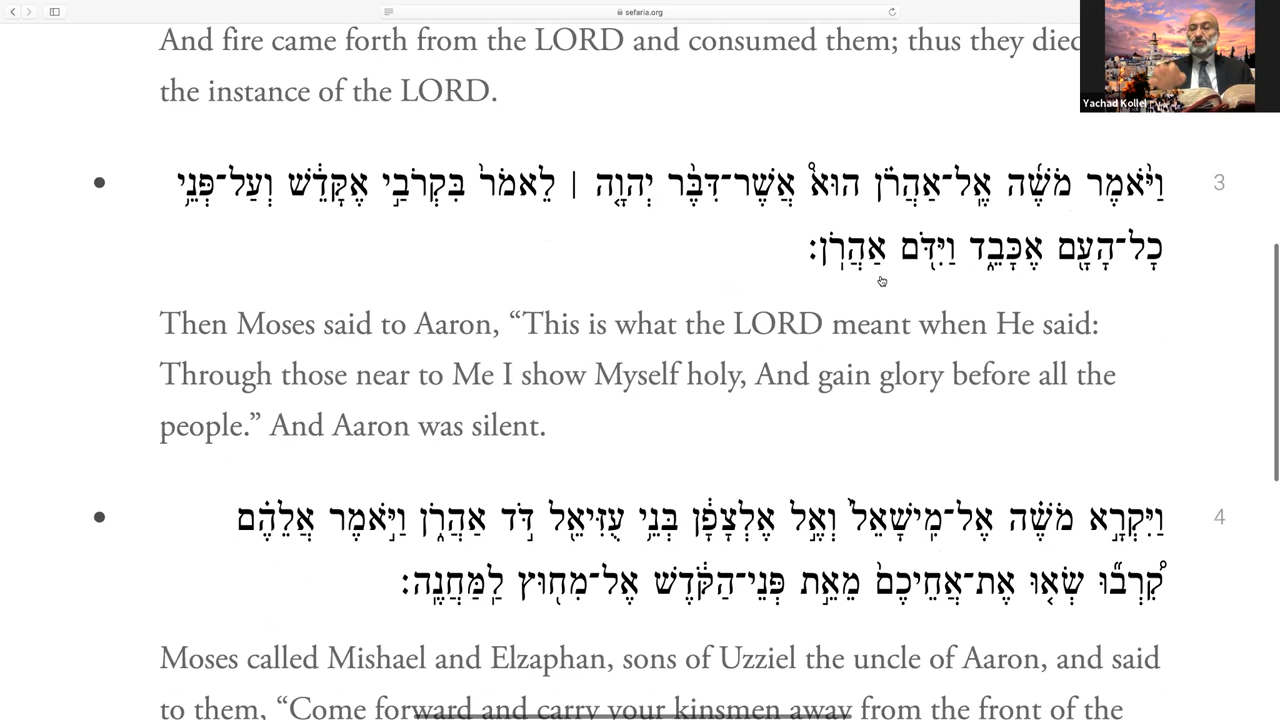 sefaria.org
And fire came forth from the LORD and consumed them; thus they died
the instance of the LORD.
Yachad Kollel
וַיֹּ֨אמֶר מֹשֶׁ֜ה אֶֽל־אַהֲרֹ֗ן הוּא֩ אֲשֶׁר־דִּבֶּ֨ר יְהוָ֤ה ׀ לֵאמֹר֙ בִּקְרֹבַ֣י אֶקָּדֵ֔שׁ וְעַל־פְּנֵ֥י
3
כׇל־הָעָ֖ם אֶכָּבֵ֑ד וַיִּדֹּ֖ם אַהֲרֹֽן׃
Then Moses said to Aaron, “This is what the LORD meant when He said:
Through those near to Me I show Myself holy, And gain glory before all the
people.” And Aaron was silent.
וַיִּקְרָ֣א מֹשֶׁ֗ה אֶל־מִֽישָׁאֵל֙ וְאֶ֣ל אֶלְצָפָ֔ן בְּנֵ֥י עֻזִּיאֵ֖ל דֹּ֣ד אַהֲרֹ֑ן וַיֹּ֣אמֶר אֲלֵהֶ֗ם
4
קִ֠רְב֞וּ שְׂא֤וּ אֶת־אֲחֵיכֶם֙ מֵאֵ֣ת פְּנֵי־הַקֹּ֔דֶשׁ אֶל־מִח֖וּץ לַֽמַּחֲנֶֽה׃
Moses called Mishael and Elzaphan, sons of Uzziel the uncle of Aaron, and said
to them, “Come forward and carry your kinsmen away from the front of the